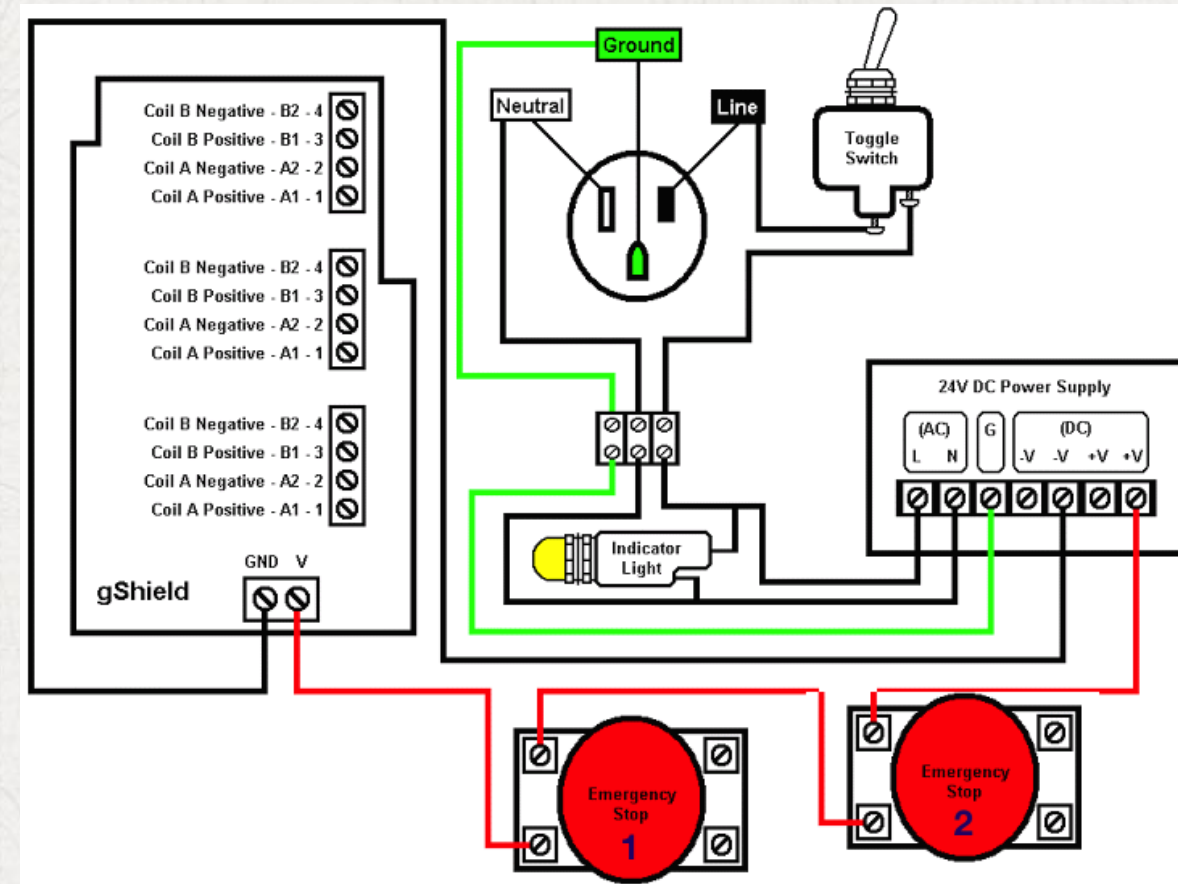 Ground
Neutral
Line
Toggle
Switch
Coil B Negative - B2 - 4
Coil B Positive - B1 - 3
Coil A Negative - A2 - 2
Coil A Positive - A1 - 1
Coil B Negative - B2 - 4
Coil B Positive - B1 - 3
Coil A Negative - A2 - 2
Coil A Positive - A1 - 1
Coil B Negative - B2 - 4
Coil B Positive - B1 - 3
Coil A Negative - A2 - 2
Coil A Positive - A1 - 1
GND V
gShield
24V DC Power Supply
(AC) G (DC)
L N -V -V +V +V
Indicator
Light
Emergency
Stop
1
Emergency
Stop
2